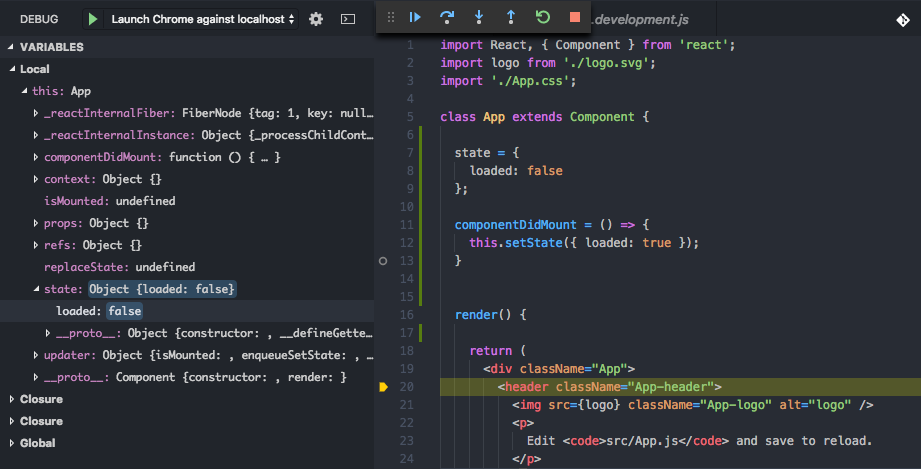 DEBUG
Launch Chrome against localhost
.development.js
VARIABLES
Local
this: App
_reactInternalFiber: FiberNode {tag: 1, key: null…
_reactInternalInstance: Object {_processChildCont…
componentDidMount: function () { … }
context: Object {}
isMounted: undefined
props: Object {}
refs: Object {}
replaceState: undefined
state: Object {loaded: false}
loaded: false
__proto__: Object {constructor: , __defineGette…
updater: Object {isMounted: , enqueueSetState: , …
__proto__: Component {constructor: , render: }
Closure
Closure
Global
1 import React, { Component } from 'react';
2 import logo from './logo.svg';
3 import './App.css';
4
5 class App extends Component {
6
7 state = {
8 loaded: false
9 };
10
11 componentDidMount = () => {
12 this.setState({ loaded: true });
13 }
14
15
16 render() {
17
18 return (
19 <div className="App">
20 <header className="App-header">
21 <img src={logo} className="App-logo" alt="logo" />
22 <p>
23 Edit <code>src/App.js</code> and save to reload.
24 </p>